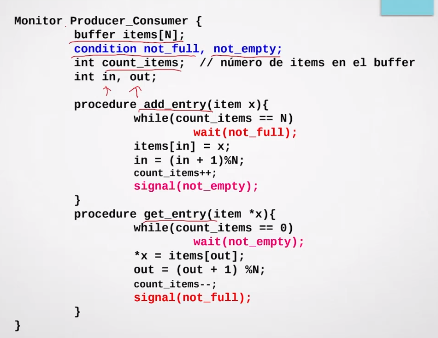 Monitor Producer_Consumer {
buffer items[N];
condition not_full, not_empty;
int count_items; // número de items en el buffer
int in, out;
procedure add_entry(item x){
while(count_items == N)
wait(not_full);
items[in] = x;
in = (in + 1)%N;
count_items++;
signal(not_empty);
}
procedure get_entry(item *x){
while(count_items == 0)
wait(not_empty);
*x = items[out];
out = (out + 1) %N;
count_items--;
signal(not_full);
}
}